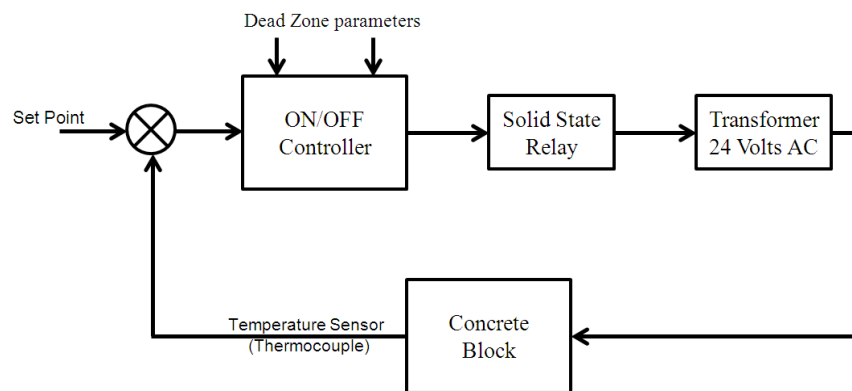 Dead Zone parameters
Set Point
ON/OFF
Controller
Solid State
Relay
Transformer
24 Volts AC
Temperature Sensor
(Thermocouple)
Concrete
Block